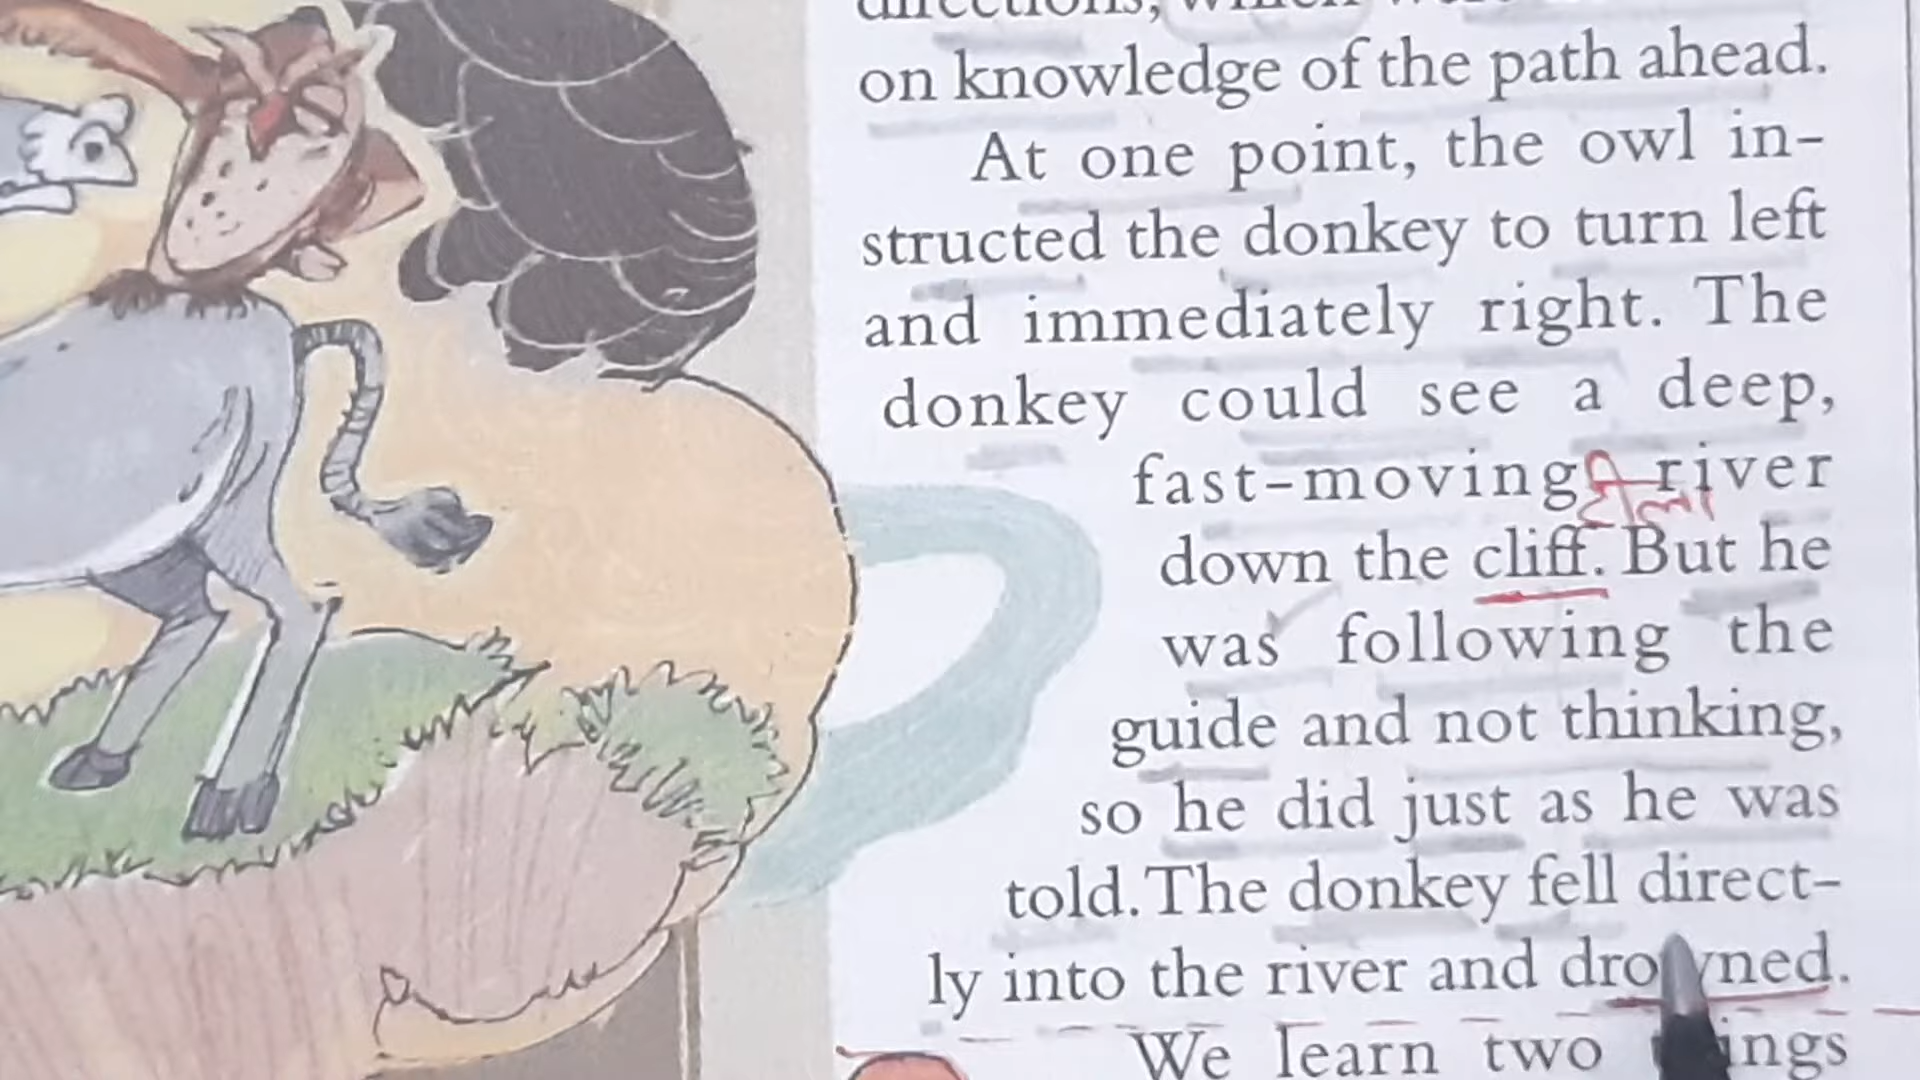 directions, which
on knowledge of the path ahead.
At one point, the owl in-
structed the donkey to turn left
and immediately right. The
donkey could see a deep,
fast-moving river
down the cliff. But he
was following the
guide and not thinking,
so he did just as he was
told. The donkey fell direct-
ly into the river and drowned.
We learn two things